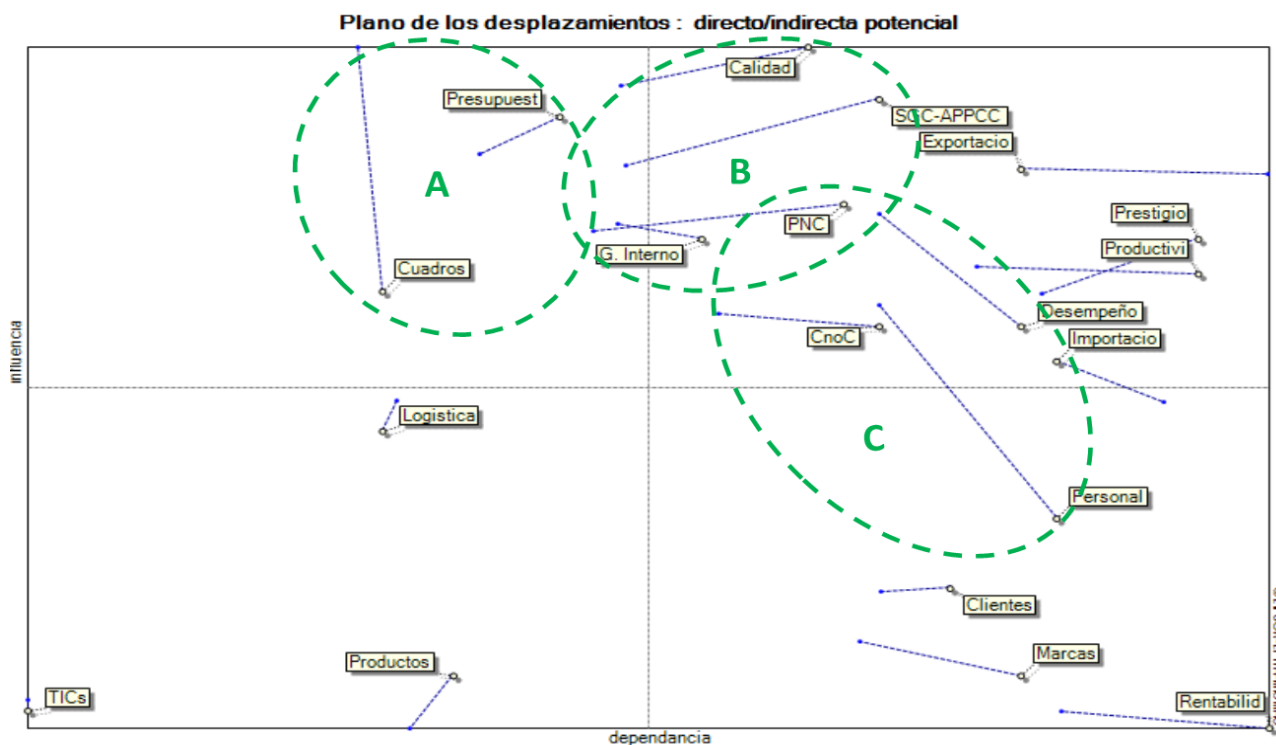 Plano de los desplazamientos : directo/indirecta potencial
Calidad
Presupuest
SGC-APPCC
Exportacio
A
B
Prestigio
PNC
G. Interno
Productivi
Cuadros
Desempeño
CnoC
Importacio
influencia
Logistica
C
Personal
Clientes
Marcas
Productos
TICs
Rentabilid
dependancia